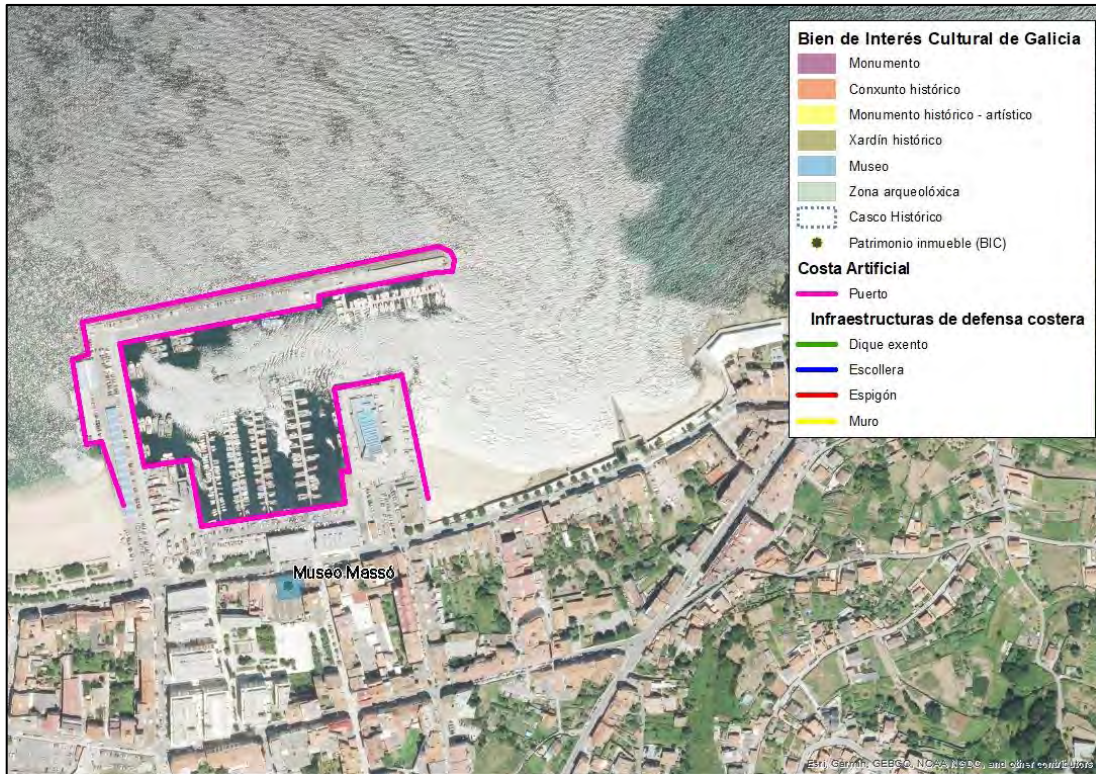 Bien de Interés Cultural de Galicia
Monumento
Conxunto histórico
Monumento histórico - artístico
Xardín histórico
Museo
Zona arqueolóxica
Casco Histórico
Patrimonio inmueble (BIC)
Costa Artificial
Puerto
Infraestructuras de defensa costera
Dique exento
Escollera
Espigón
Muro
Museo Massó
Esri, Garmin, GEBCO, NOAA NGDC, and other contributors